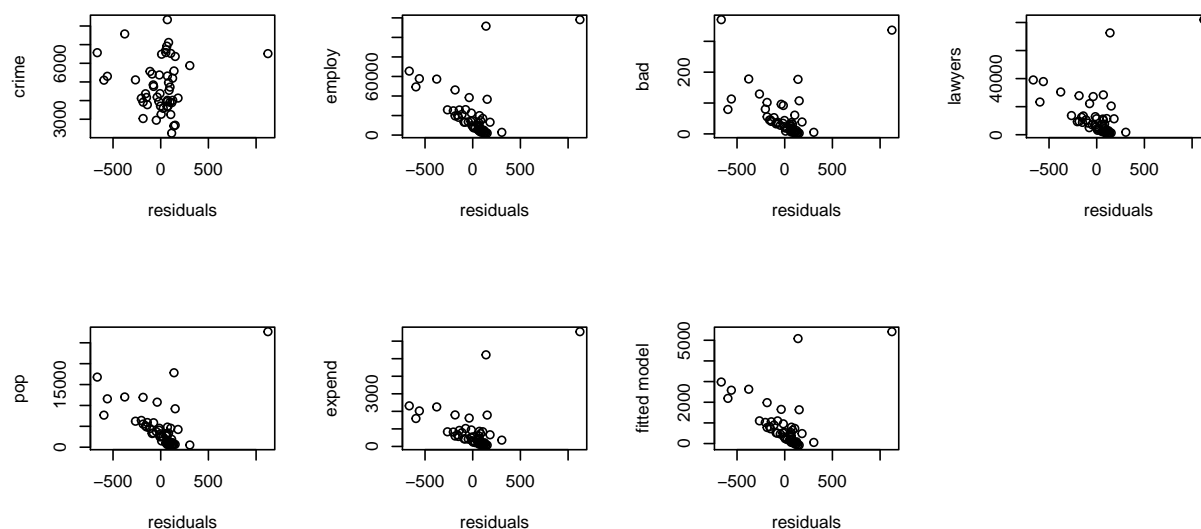 crime
3000 6000
−500 0 500
residuals
employ
0 60000
−500 0 500
residuals
bad
0 200
−500 0 500
residuals
lawyers
0 40000
−500 0 500
residuals
pop
0 15000
−500 0 500
residuals
expend
0 3000
−500 0 500
residuals
fitted model
0 2000 5000
−500 0 500
residuals